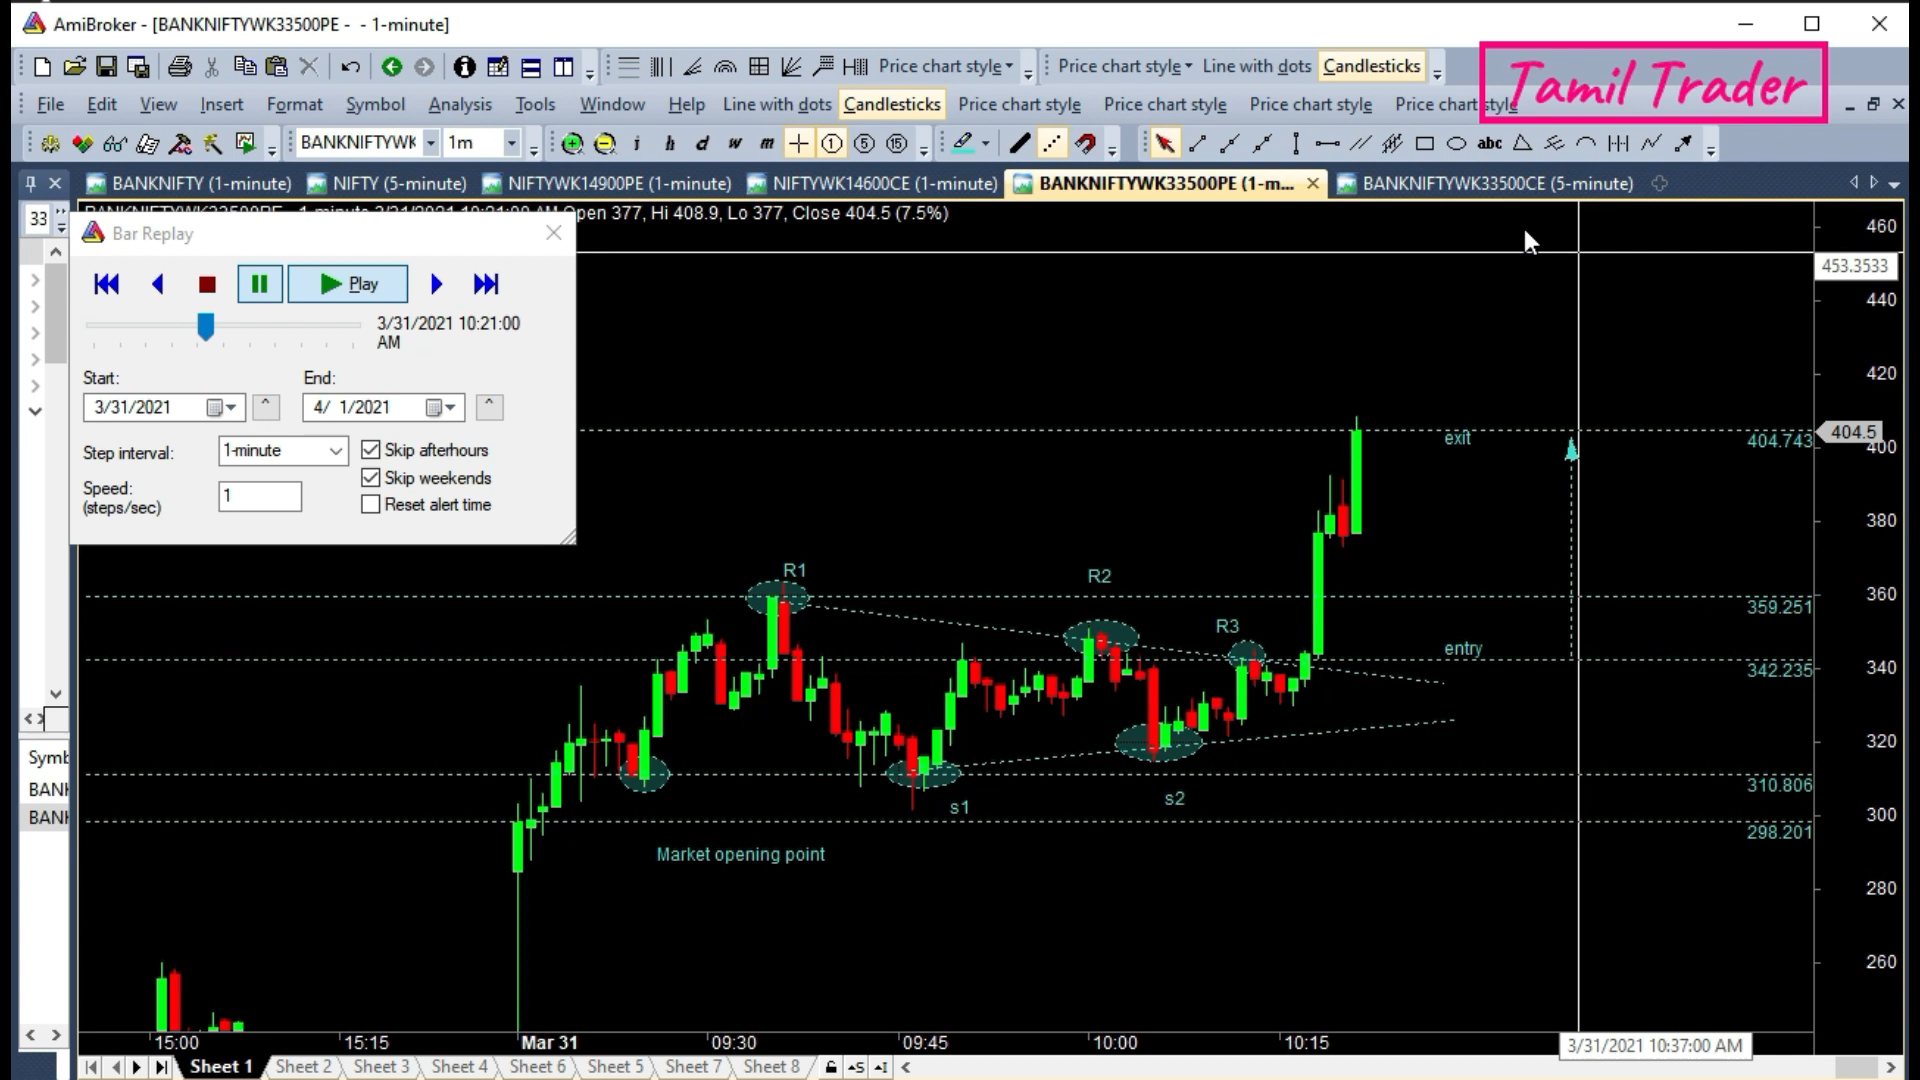 AmiBroker - [BANKNIFTYWK33500PE - - 1-minute]
Price chart style
Price chart style Line with dots Candlesticks
Tamil Trader
File Edit View Insert Format Symbol Analysis Tools Window Help Line with dots Candlesticks Price chart style Price chart style Price chart style Price chart style
BANKNIFTYWK 1m
i h d w m 1 5 15
abc
BANKNIFTY (1-minute) NIFTY (5-minute) NIFTYWK14900PE (1-minute) NIFTYWK14600CE (1-minute) BANKNIFTYWK33500PE (1-m... BANKNIFTYWK33500CE (5-minute)
33
Open 377, Hi 408.9, Lo 377, Close 404.5 (7.5%)
Bar Replay
Play
3/31/2021 10:21:00
AM
Start: End:
3/31/2021 4/ 1/2021
Step interval: 1-minute Skip afterhours
Skip weekends
Speed: 1
(steps/sec)
Reset alert time
460
453.3533
440
420
exit 404.743 404.5
400
380
R1 R2
360
359.251
R3
entry
340
342.235
320
310.806
s1 s2
300
298.201
Market opening point
280
260
Symb
BANK
BANK
15:00 15:15 Mar 31 09:30 09:45 10:00 10:15
3/31/2021 10:37:00 AM
Sheet 1 Sheet 2 Sheet 3 Sheet 4 Sheet 6 Sheet 5 Sheet 7 Sheet 8